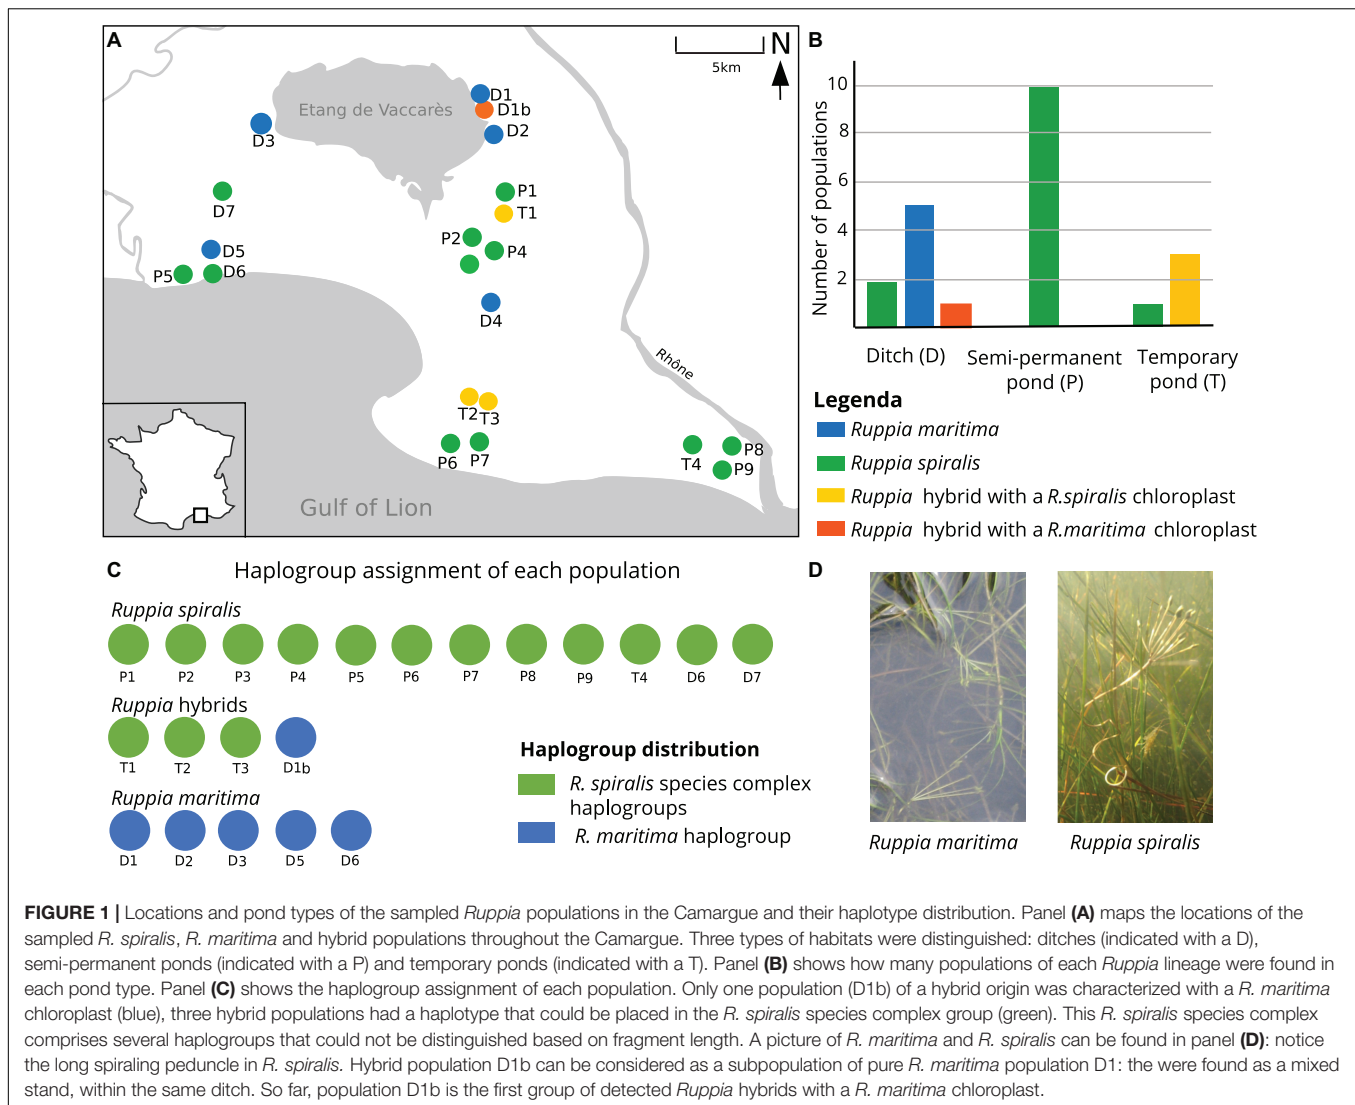 A
N
5km
Etang de Vaccarès
D1
D1b
D2
D3
P1
T1
D7
P2
P4
D5
P5
D6
D4
Rhône
T2
T3
P6
P7
T4
P8
P9
Gulf of Lion
B
Number of populations
10
8
6
4
2
Ditch (D)
Semi-permanent
pond (P)
Temporary
pond (T)
Legenda
Ruppia maritima
Ruppia spiralis
Ruppia hybrid with a R.spiralis chloroplast
Ruppia hybrid with a R.maritima chloroplast
C
Haplogroup assignment of each population
Ruppia spiralis
P1 P2 P3 P4 P5 P6 P7 P8 P9 T4 D6 D7
Ruppia hybrids
T1 T2 T3 D1b
Ruppia maritima
D1 D2 D3 D5 D6
Haplogroup distribution
R. spiralis species complex
haplogroups
R. maritima haplogroup
D
Ruppia maritima
Ruppia spiralis
FIGURE 1 | Locations and pond types of the sampled Ruppia populations in the Camargue and their haplotype distribution. Panel (A) maps the locations of the
sampled R. spiralis, R. maritima and hybrid populations throughout the Camargue. Three types of habitats were distinguished: ditches (indicated with a D),
semi-permanent ponds (indicated with a P) and temporary ponds (indicated with a T). Panel (B) shows how many populations of each Ruppia lineage were found in
each pond type. Panel (C) shows the haplogroup assignment of each population. Only one population (D1b) of a hybrid origin was characterized with a R. maritima
chloroplast (blue), three hybrid populations had a haplotype that could be placed in the R. spiralis species complex group (green). This R. spiralis species complex
comprises several haplogroups that could not be distinguished based on fragment length. A picture of R. maritima and R. spiralis can be found in panel (D): notice
the long spiraling peduncle in R. spiralis. Hybrid population D1b can be considered as a subpopulation of pure R. maritima population D1: the were found as a mixed
stand, within the same ditch. So far, population D1b is the first group of detected Ruppia hybrids with a R. maritima chloroplast.